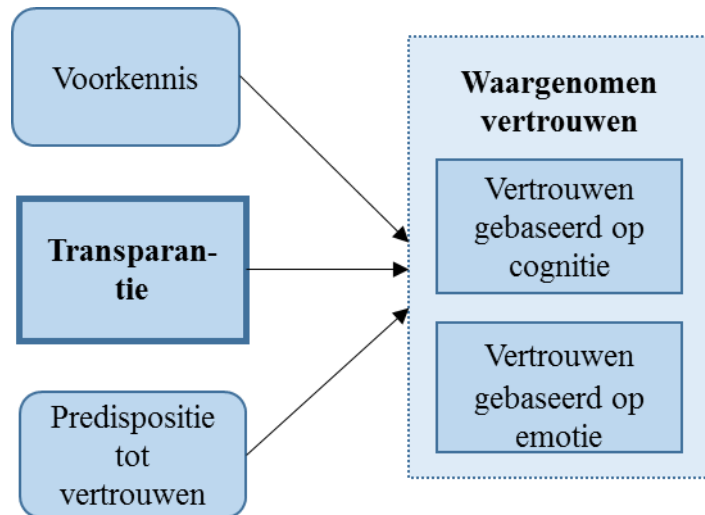 Voorkennis
Transparan-
tie
Predispositie
tot
vertrouwen
Waargenomen
vertrouwen
Vertrouwen
gebaseerd op
cognitie
Vertrouwen
gebaseerd op
emotie